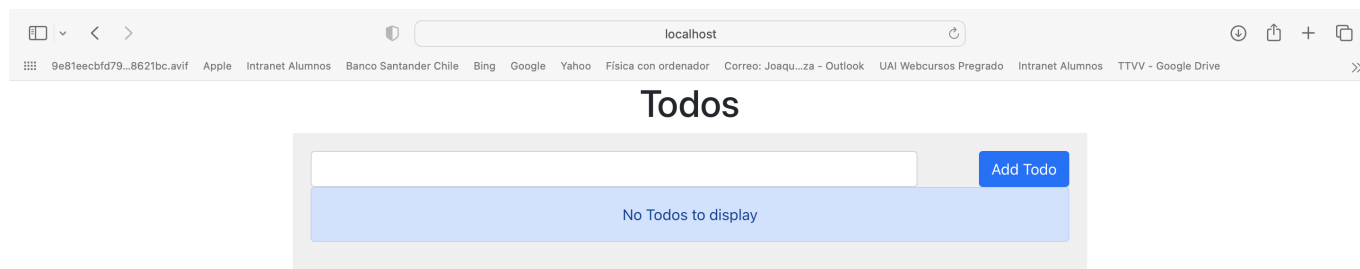 localhost
9e81eecbfd79...8621bc.avif Apple Intranet Alumnos Banco Santander Chile Bing Google Yahoo Física con ordenador Correo: Joaqu...za - Outlook UAI Webcursos Pregrado Intranet Alumnos TTVV - Google Drive
Todos
Add Todo
No Todos to display